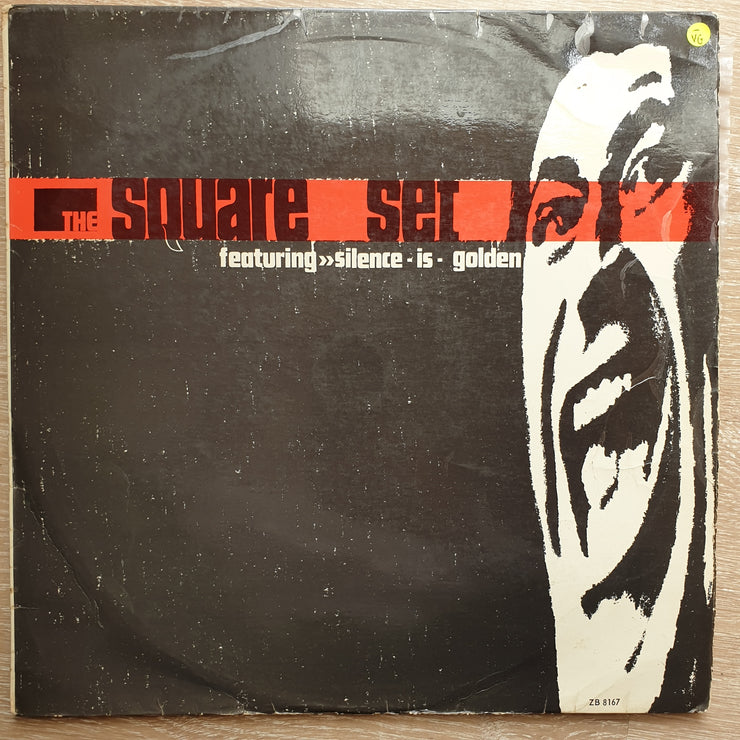 VG
THE square set
featuring»silence-is-golden
ZB 8167